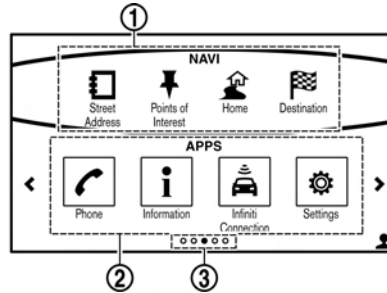 ①
NAVI
Street Address
Points of Interest
Home
Destination
APPS
Phone
Information
Infiniti Connection
Settings
②
③